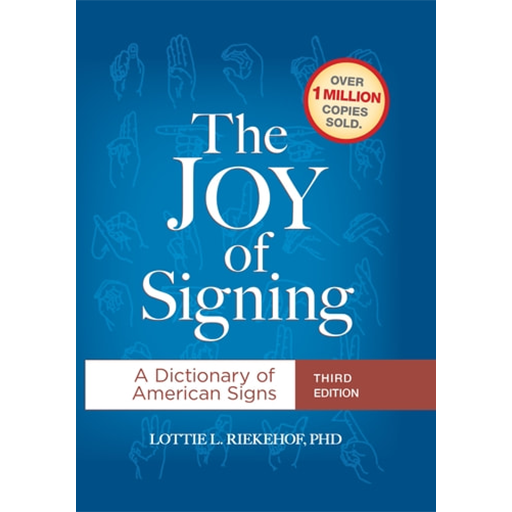 OVER
1 MILLION
COPIES
SOLD.
The
JOY
of
Signing
A Dictionary of
American Signs
THIRD
EDITION
LOTTIE L. RIEKEHOF, PHD